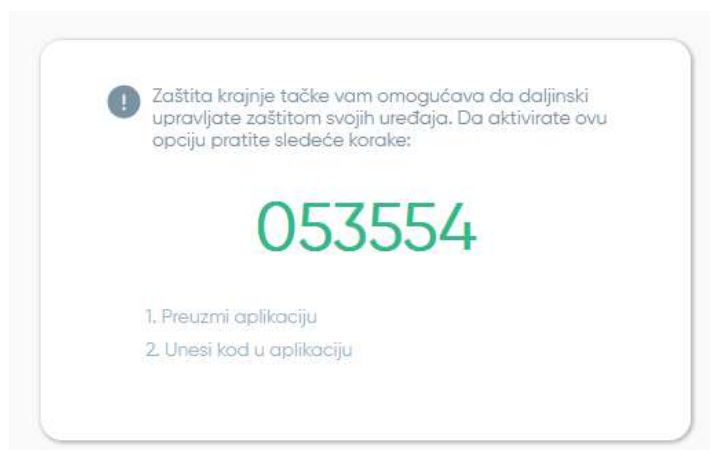 Zaštita krajnje tačke vam omogućava da daljinski
upravljate zaštitom svojih uređaja. Da aktivirate ovu
opciju pratite sledeće korake:
053554
1. Preuzmi aplikaciju
2. Unesi kod u aplikaciju